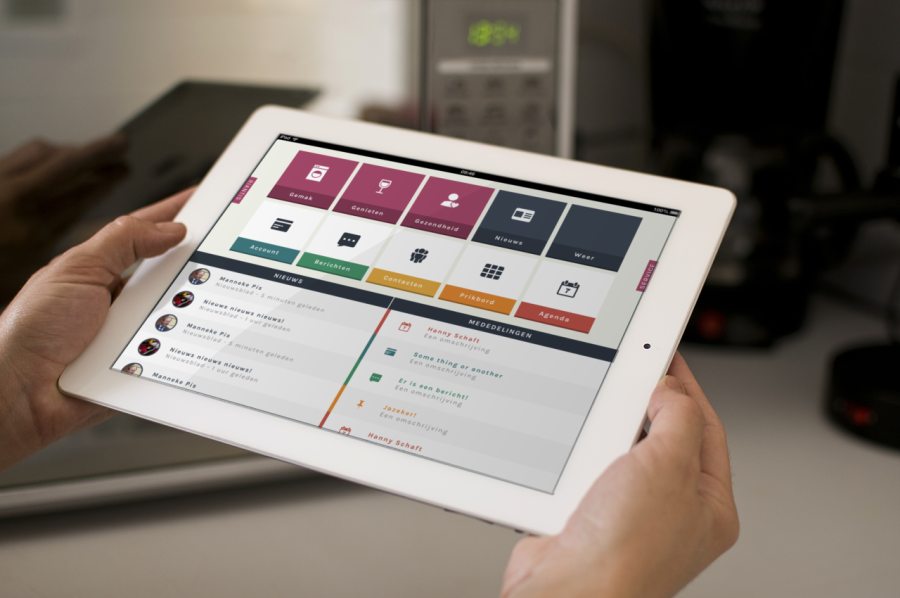 iPad
08:46
100%
Gemak
Genieten
Gezondheid
Nieuws
Weer
Account
Berichten
Contacten
Prikbord
Agenda
SERVICE
NIEUWS
Manneke Pis
Nieuwsblad - 5 minuten geleden
Nieuws nieuws nieuws!
Nieuwsblad - 1 uur geleden
Manneke Pis
Nieuwsblad - 5 minuten geleden
Nieuws nieuws nieuws!
Nieuwsblad - 1 uur geleden
Manneke Pis
MEDEDELINGEN
Hanny Schaft
Een omschrijving
Some thing or another
Een omschrijving
Er is een bericht!
Een omschrijving
Jazeker!
Een omschrijving
Hanny Schaft